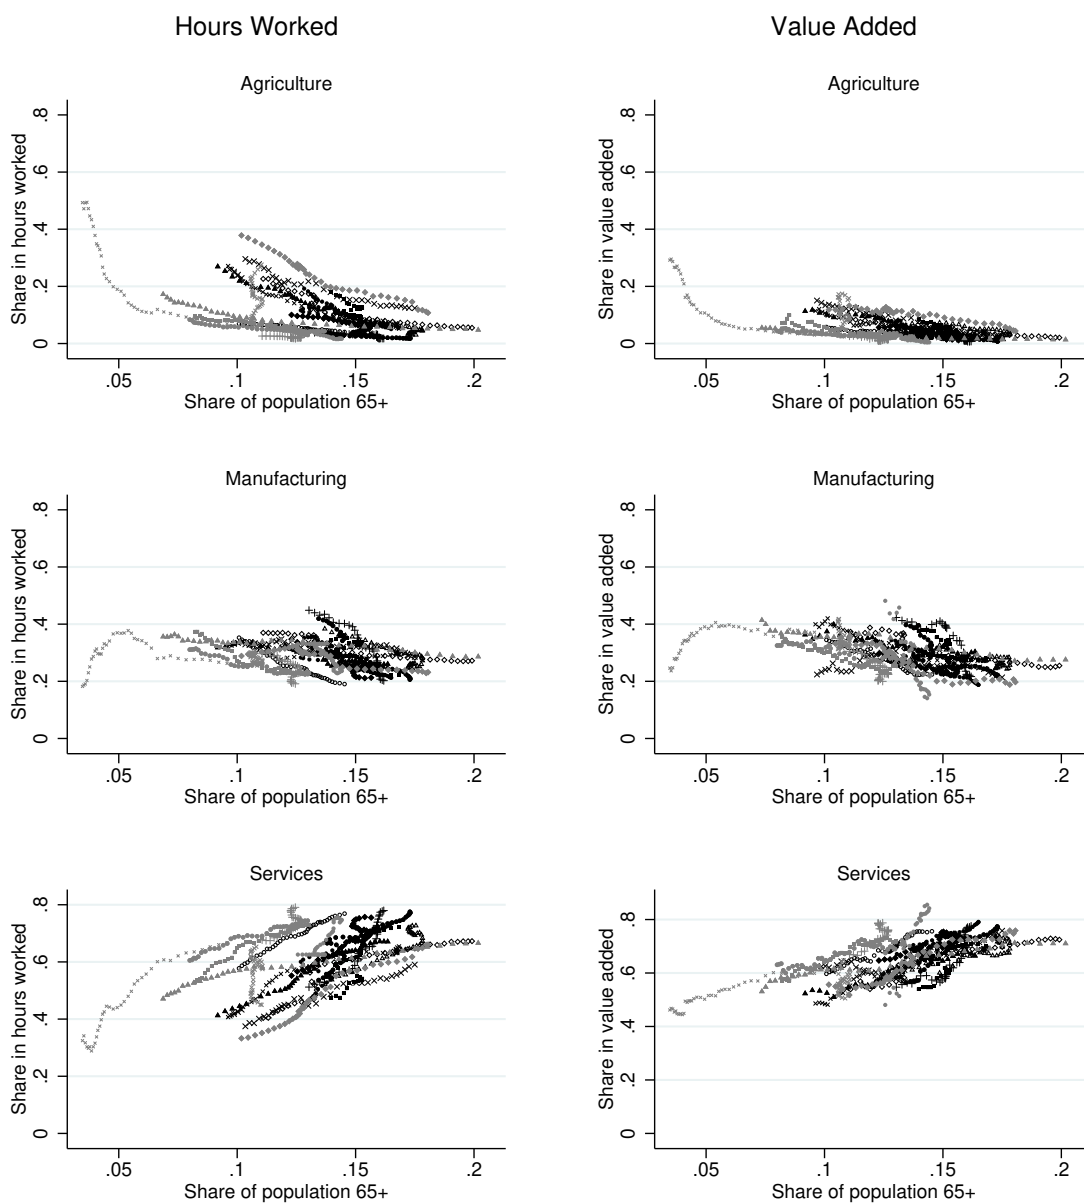 Hours Worked
Value Added
Agriculture
Share in hours worked
0 .2 .4 .6 .8
.05 .1 .15 .2
Share of population 65+
Agriculture
Share in value added
0 .2 .4 .6 .8
.05 .1 .15 .2
Share of population 65+
Manufacturing
Share in hours worked
0 .2 .4 .6 .8
.05 .1 .15 .2
Share of population 65+
Manufacturing
Share in value added
0 .2 .4 .6 .8
.05 .1 .15 .2
Share of population 65+
Services
Share in hours worked
0 .2 .4 .6 .8
.05 .1 .15 .2
Share of population 65+
Services
Share in value added
0 .2 .4 .6 .8
.05 .1 .15 .2
Share of population 65+